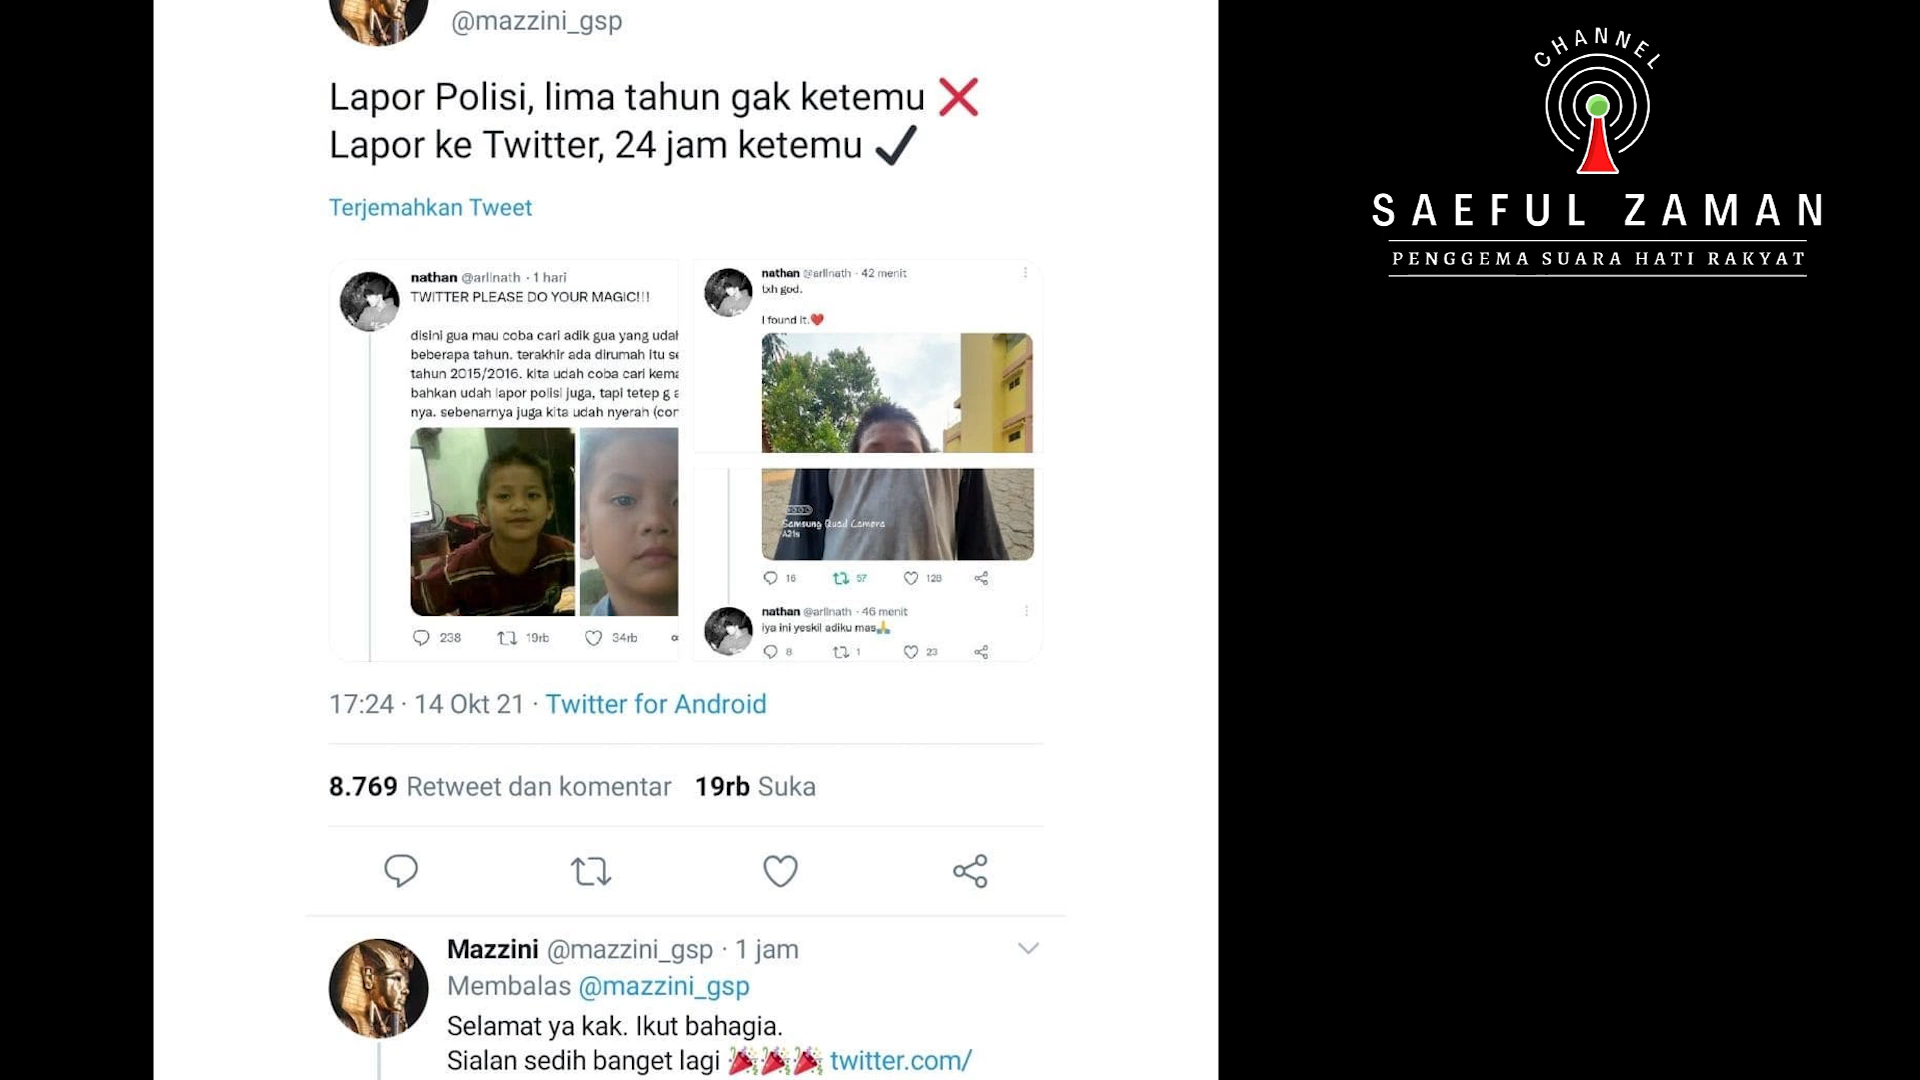 @mazzini_gsp
Lapor Polisi, lima tahun gak ketemu ❌
Lapor ke Twitter, 24 jam ketemu ✔
Terjemahkan Tweet
nathan @arlinath · 1 hari
TWITTER PLEASE DO YOUR MAGIC!!!
disini gua mau coba cari adik gua yang udah
beberapa tahun. terakhir ada dirumah itu
tahun 2015/2016. kita udah coba cari
bahkan udah lapor polisi juga, tapi tetep g
nya. sebenarnya juga kita udah nyerah
238 19rb 34rb
nathan @arlinath · 42 menit
txh god.
I found it.❤️
Samsung Quad Camera
A21s
16 57 128
nathan @arlinath · 46 menit
iya ini yeskil adiku mas🙏
8 1 23
17:24 · 14 Okt 21 · Twitter for Android
8.769 Retweet dan komentar 19rb Suka
Mazzini @mazzini_gsp · 1 jam
Membalas @mazzini_gsp
Selamat ya kak. Ikut bahagia.
Sialan sedih banget lagi 🎉🎉🎉 twitter.com/
CHANNEL
SAEFUL ZAMAN
PENGGEMA SUARA HATI RAKYAT